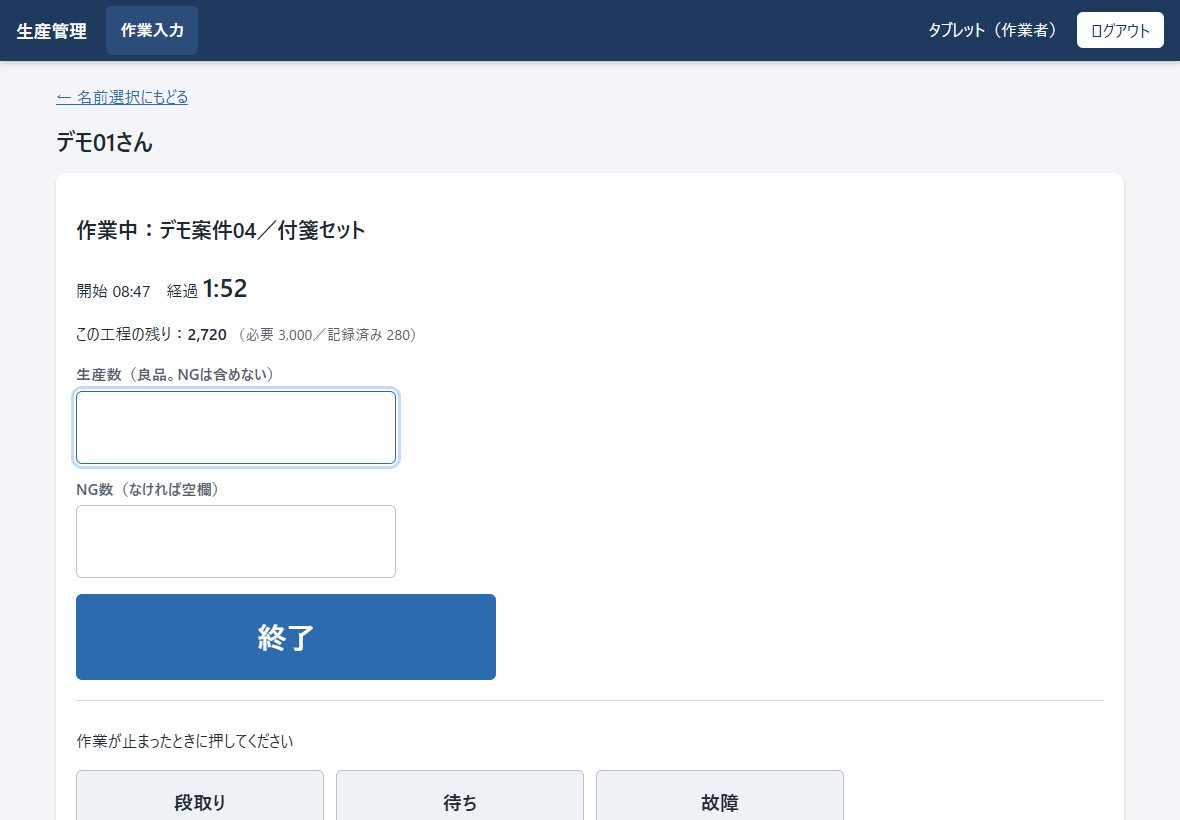 生産管理 作業入力 タブレット（作業者） ログアウト
← 名前選択にもどる
デモ01さん
作業中：デモ案件04／付箋セット
開始 08:47 経過 1:52
この工程の残り：2,720 （必要 3,000／記録済み 280）
生産数（良品。NGは含めない）
NG数（なければ空欄）
終了
作業が止まったときに押してください
段取り 待ち 故障